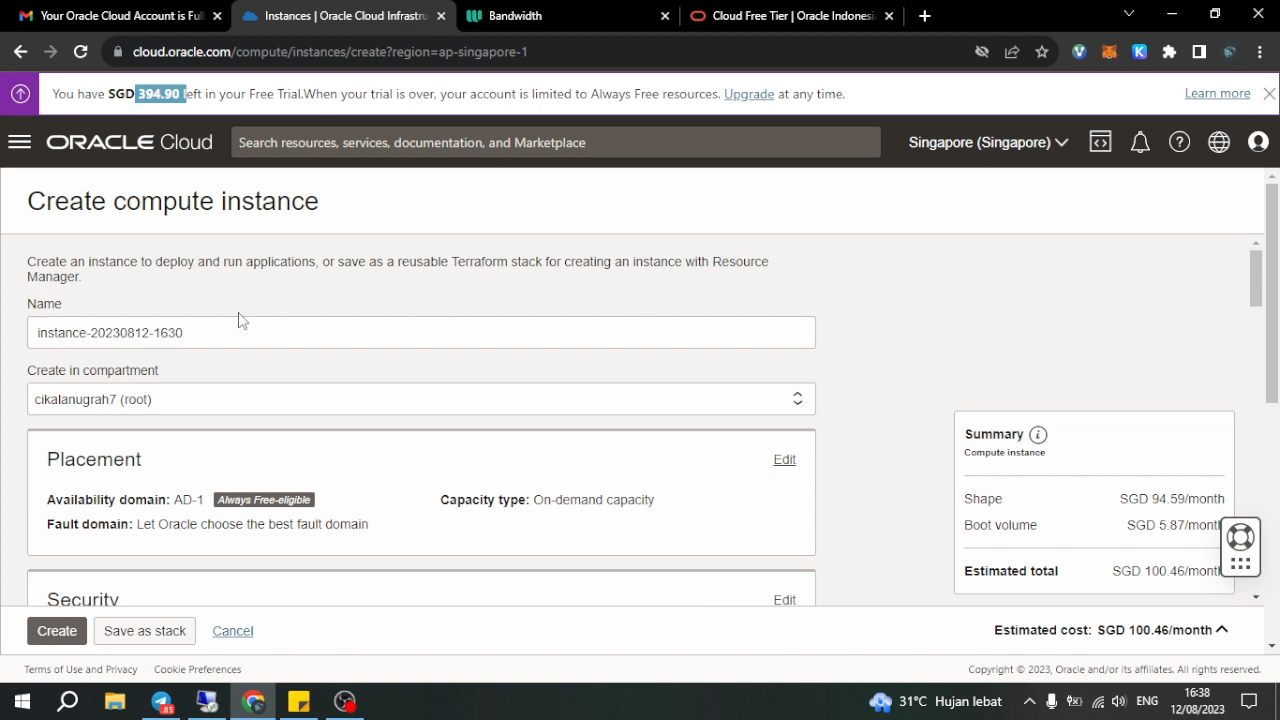 Your Oracle Cloud Account is Ful
Instances | Oracle Cloud Infrastru
Bandwidth
Cloud Free Tier | Oracle Indonesia
cloud.oracle.com/compute/instances/create?region=ap-singapore-1
You have SGD 394.90 left in your Free Trial.When your trial is over, your account is limited to Always Free resources. Upgrade at any time.
Learn more
ORACLE Cloud
Search resources, services, documentation, and Marketplace
Singapore (Singapore)
Create compute instance
Create an instance to deploy and run applications, or save as a reusable Terraform stack for creating an instance with Resource
Manager.
Name
instance-20230812-1630
Create in compartment
cikalanugrah7 (root)
Placement
Edit
Availability domain: AD-1 Always Free-eligible
Capacity type: On-demand capacity
Fault domain: Let Oracle choose the best fault domain
Security
Edit
Summary
Compute instance
Shape SGD 94.59/month
Boot volume SGD 5.87/month
Estimated total SGD 100.46/month
Create
Save as stack
Cancel
Estimated cost: SGD 100.46/month
Terms of Use and Privacy
Cookie Preferences
Copyright © 2023, Oracle and/or its affiliates. All rights reserved.
85
31°C Hujan lebat
ENG
16:38
12/08/2023